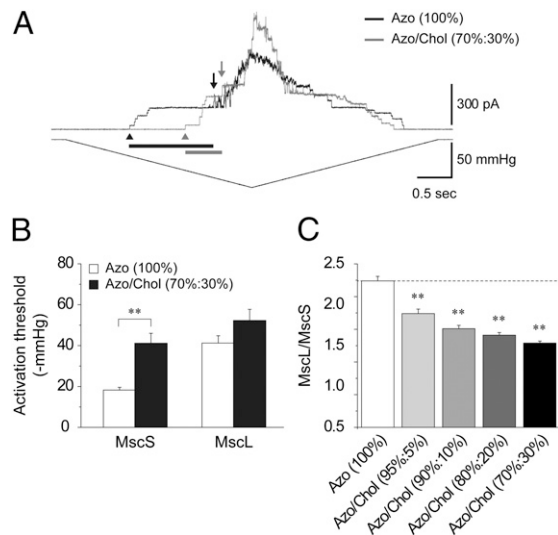 A
Azo (100%)
Azo/Chol (70%:30%)
300 pA
50 mmHg
0.5 sec
B
Azo (100%)
Azo/Chol (70%:30%)
Activation threshold
(-mmHg)
80
60
40
20
0
**
MscS
MscL
C
MscL/MscS
2.5
2.5
1.5
1.5
0.5
**
**
**
**
Azo (100%)
Azo/Chol (95%:5%)
Azo/Chol (90%:10%)
Azo/Chol (80%:20%)
Azo/Chol (70%:30%)